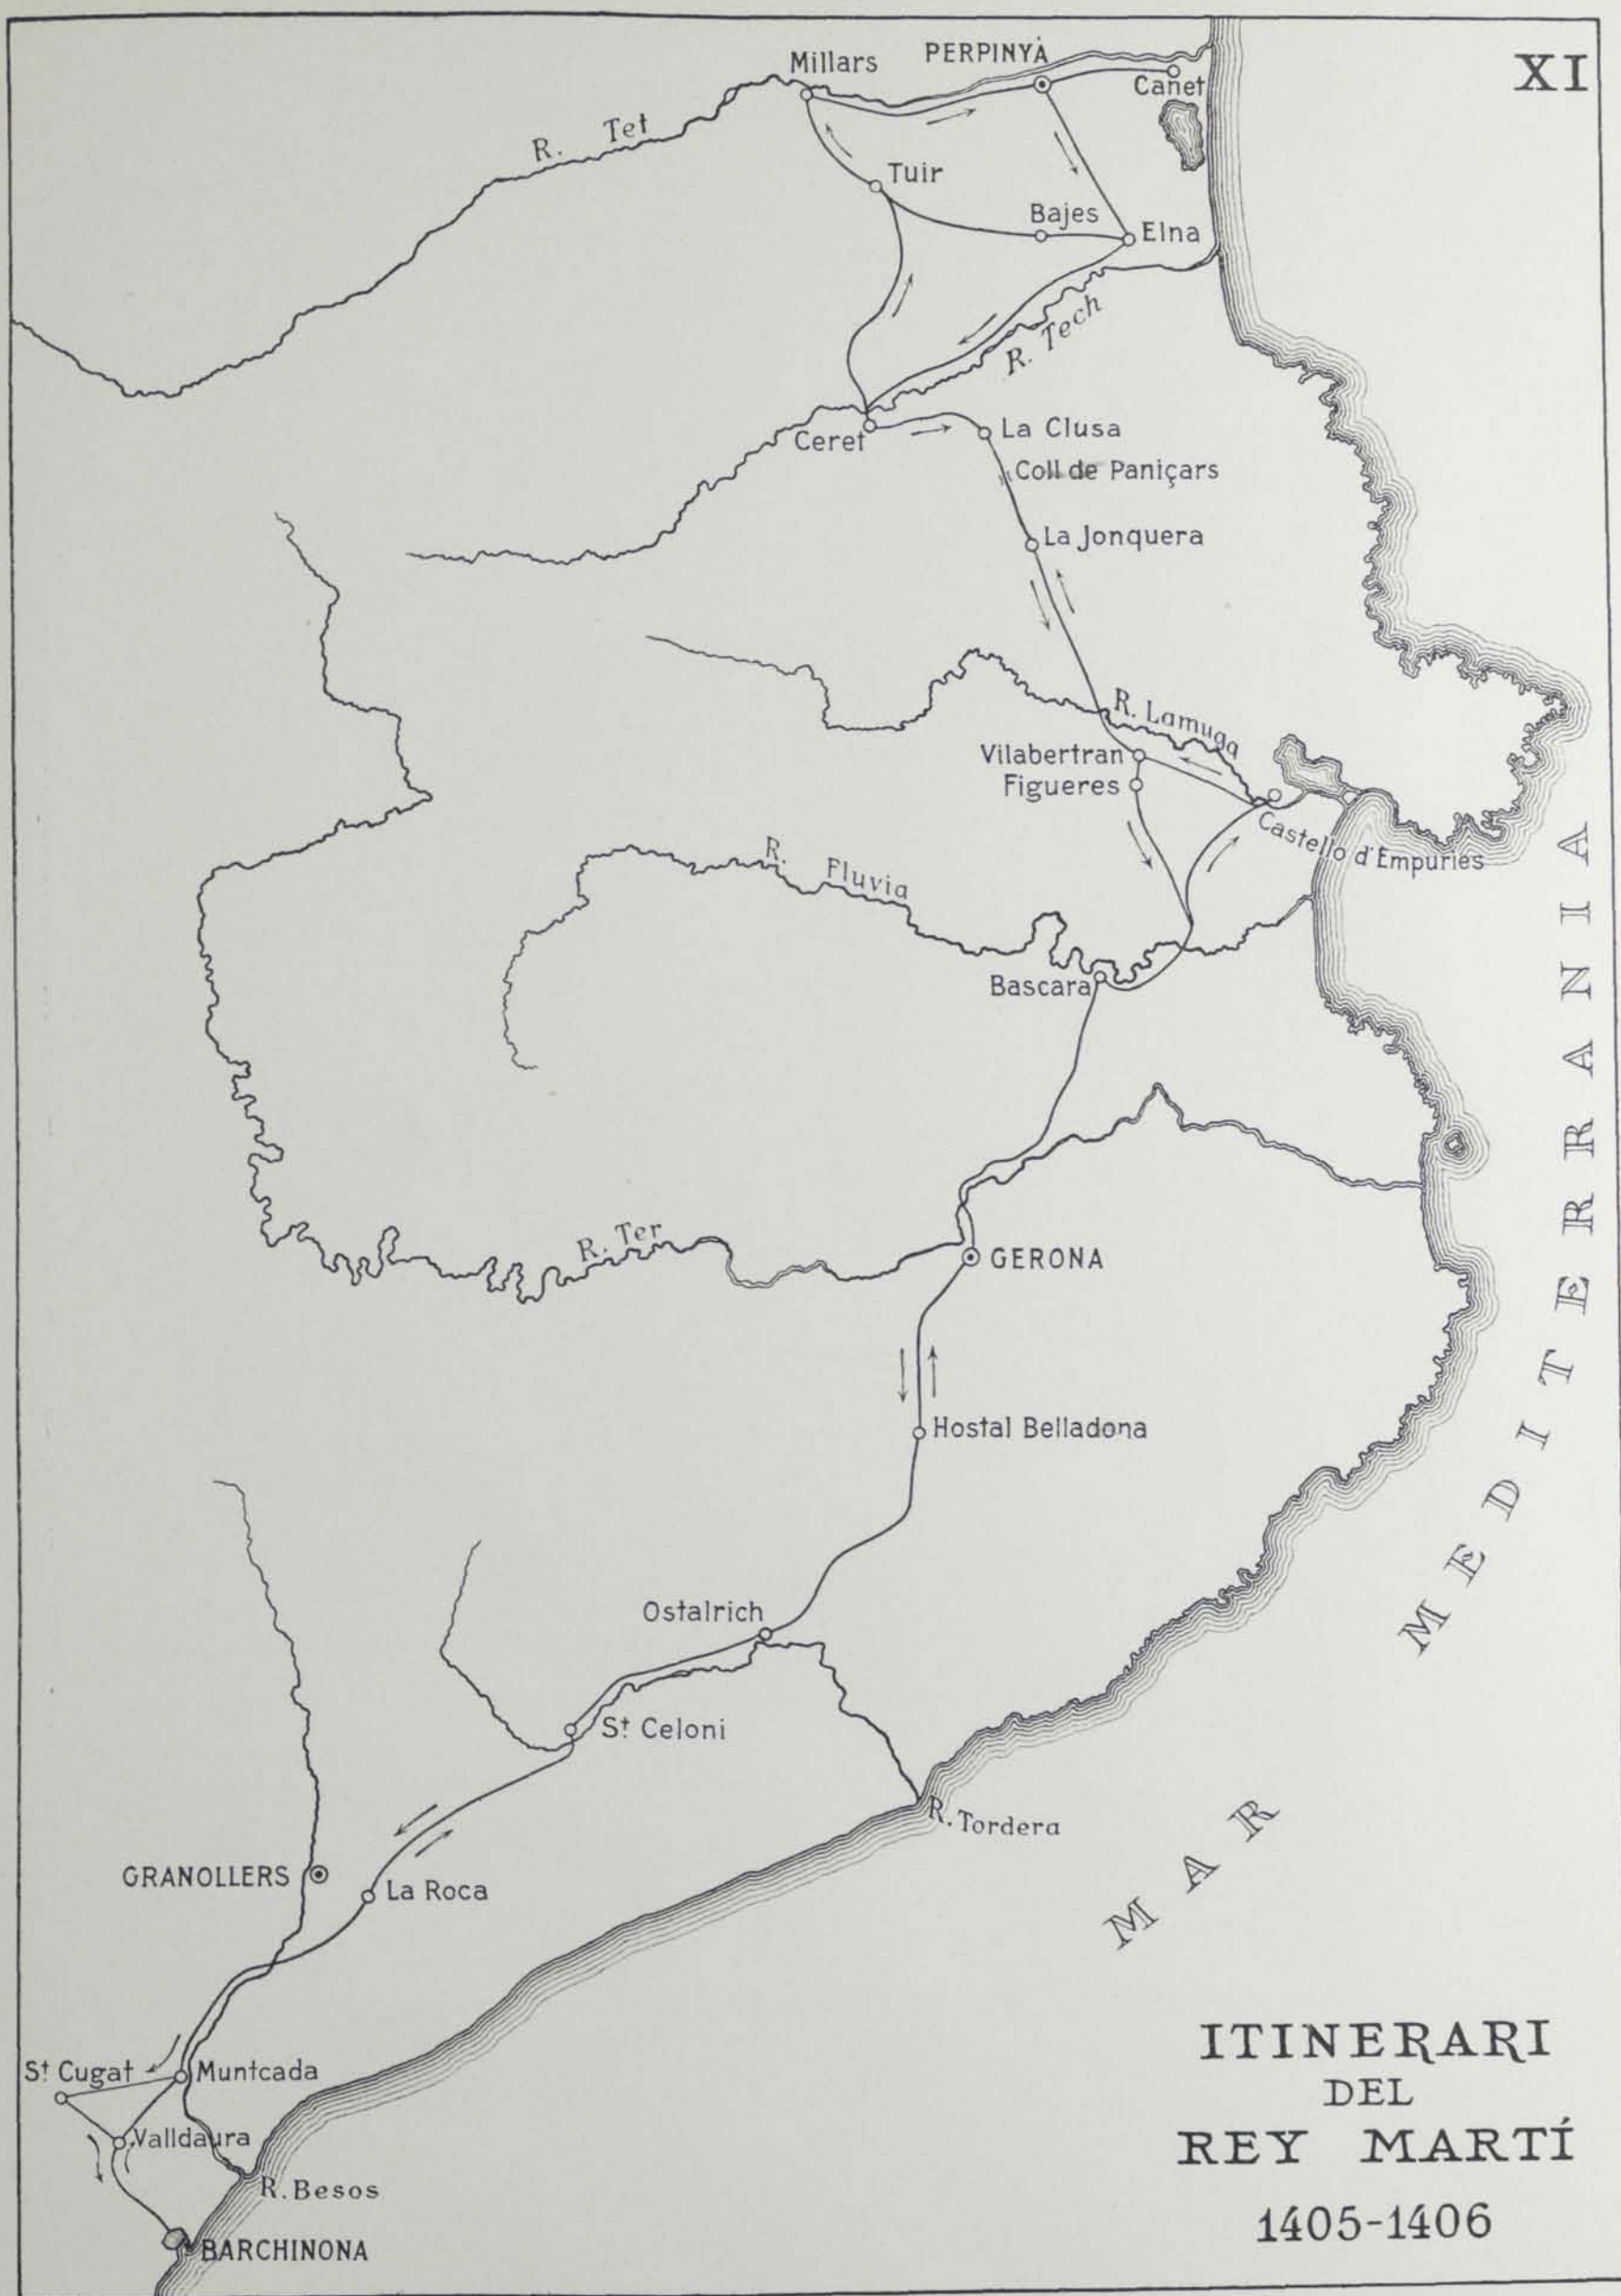 XI
Millars
PERPINYÀ
Cañet
R. Tet
Tuir
Bajes
Elna
R. Tech
Ceret
La Clusa
Coll de Paniçars
La Jonquera
R. Lamuga
Vilabertran
Figueres
Castello d'Empuries
R. Fluvia
Bascara
R. Ter
GERONA
Hostal Belladona
Ostalrich
St Celoni
R. Tordera
GRANOLLERS
La Roca
St Cugat
Muntcada
Valldaura
R. Besos
BARCHINONA
MAR MEDITERRANIA
ITINERARI
DEL
REY MARTÍ
1405-1406